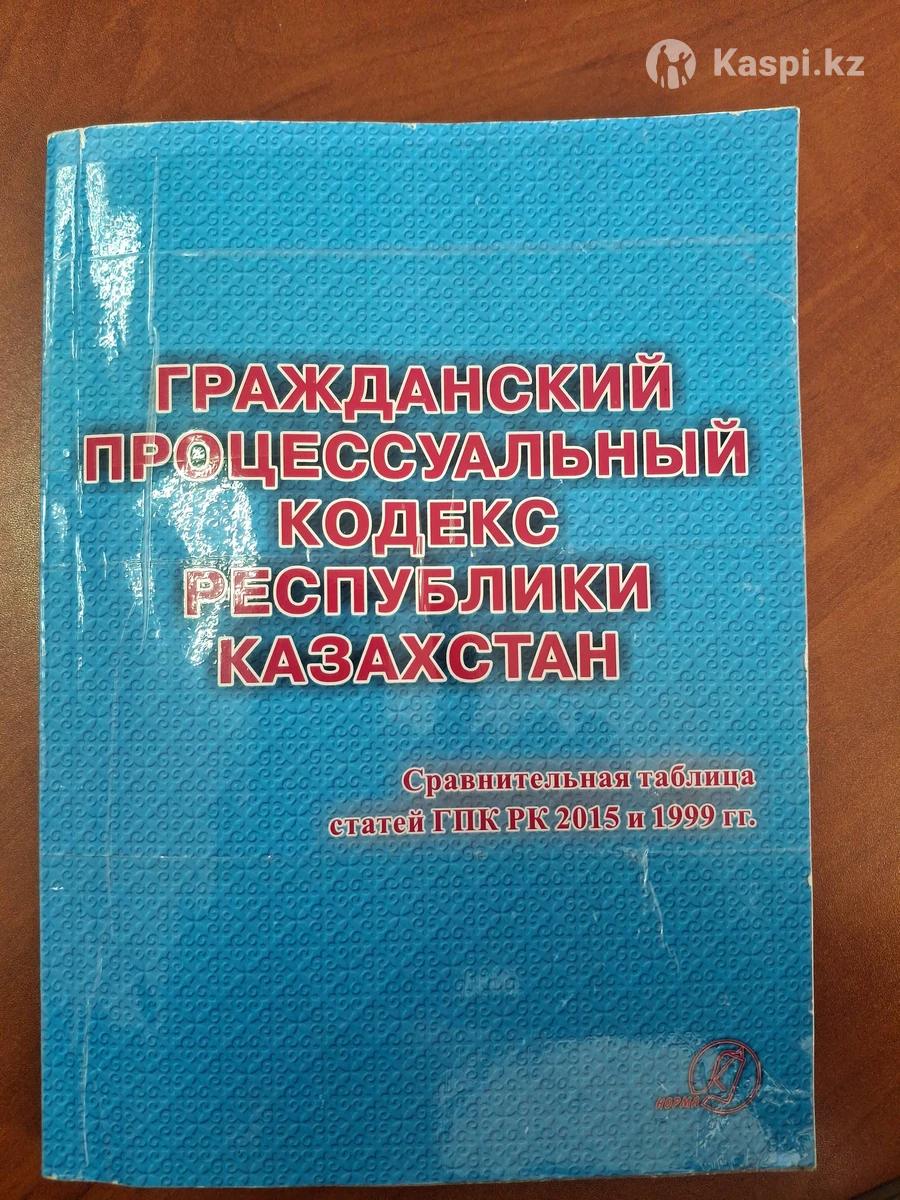 Kaspi.kz
ГРАЖДАНСКИЙ
ПРОЦЕССУАЛЬНЫЙ
КОДЕКС
РЕСПУБЛИКИ
КАЗАХСТАН
Сравнительная таблица
статей ГПК РК 2015 и 1999 гг.
НОРМА К